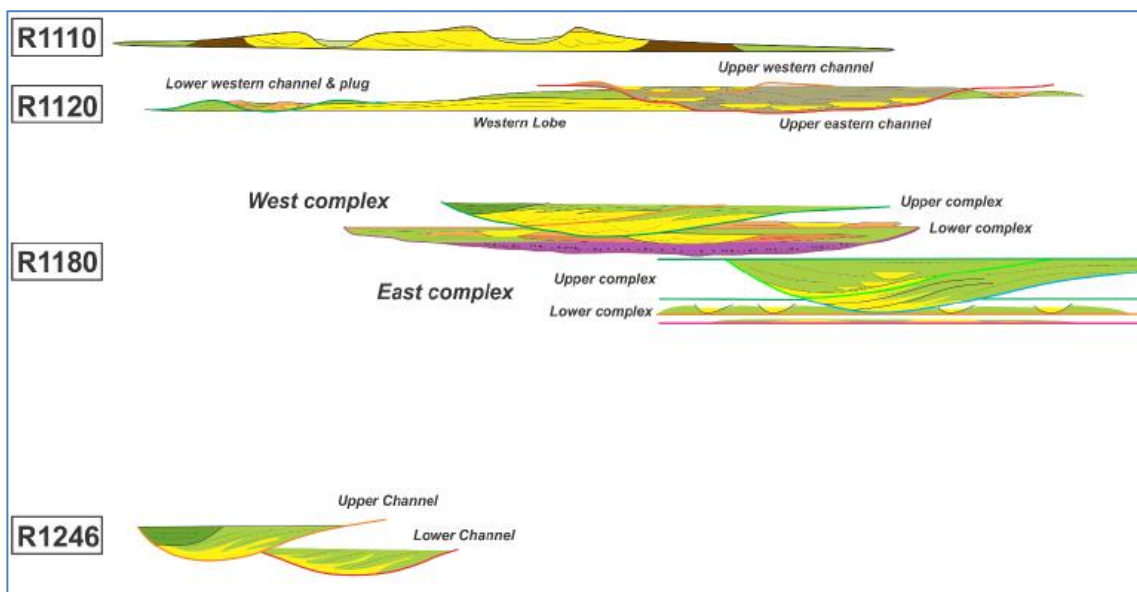 R1110
Upper western channel
Lower western channel & plug
R1120
Western Lobe
Upper eastern channel
West complex
Upper complex
Lower complex
R1180
Upper complex
East complex
Lower complex
Upper Channel
R1246
Lower Channel